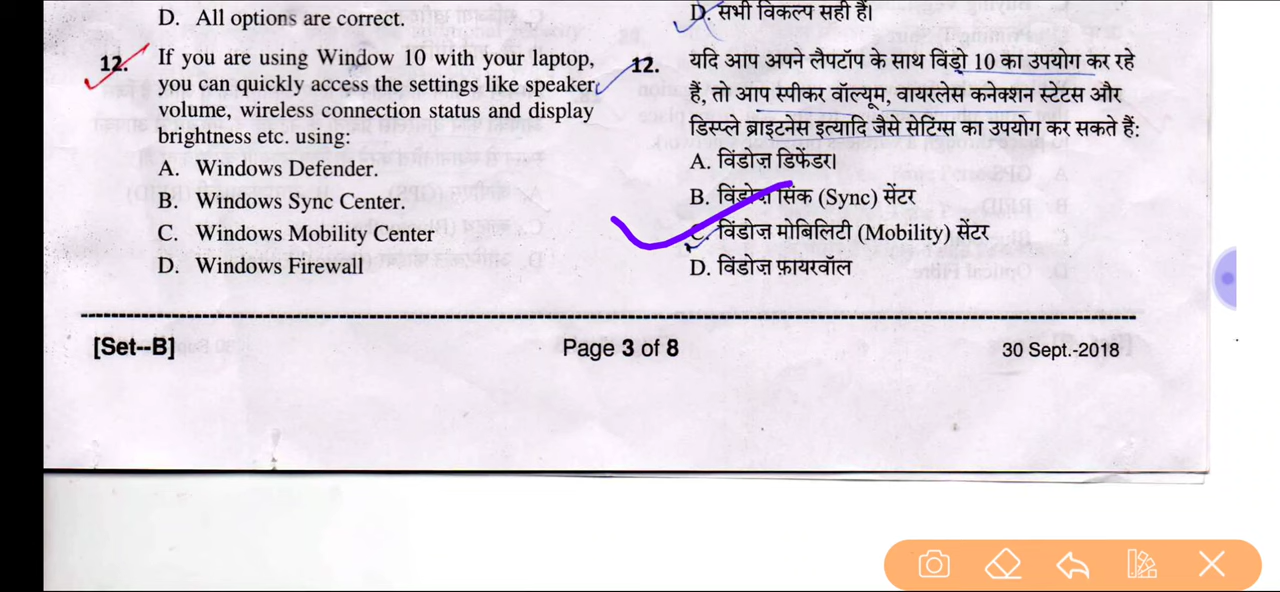 D. All options are correct.
12. If you are using Window 10 with your laptop,
you can quickly access the settings like speaker
volume, wireless connection status and display
brightness etc. using:
A. Windows Defender.
B. Windows Sync Center.
C. Windows Mobility Center
D. Windows Firewall
D. सभी विकल्प सही हैं।
12. यदि आप अपने लैपटॉप के साथ विंडो 10 का उपयोग कर रहे
हैं, तो आप स्पीकर वॉल्यूम, वायरलेस कनेक्शन स्टेटस और
डिस्प्ले ब्राइटनेस इत्यादि जैसे सेटिंग्स का उपयोग कर सकते हैं:
A. विंडोज़ डिफेंडर।
B. विंडोज़ सिंक (Sync) सेंटर
C. विंडोज मोबिलिटी (Mobility) सेंटर
D. विंडोज़ फ़ायरवॉल
[Set--B]
Page 3 of 8
30 Sept.-2018